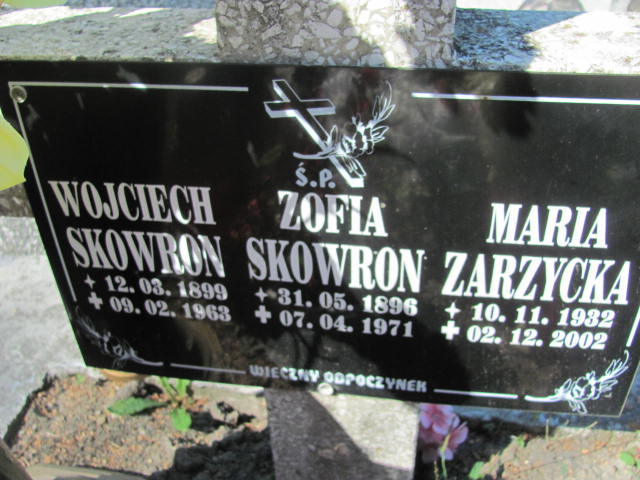 Ś.P.
WOJCIECH
SKOWRON
12. 03. 1899
09. 02. 1963
ZOFIA
SKOWRON
31. 05. 1896
07. 04. 1971
MARIA
ZARZYCKA
10. 11. 1932
02. 12. 2002
WIECZNY ODPOCZYNEK